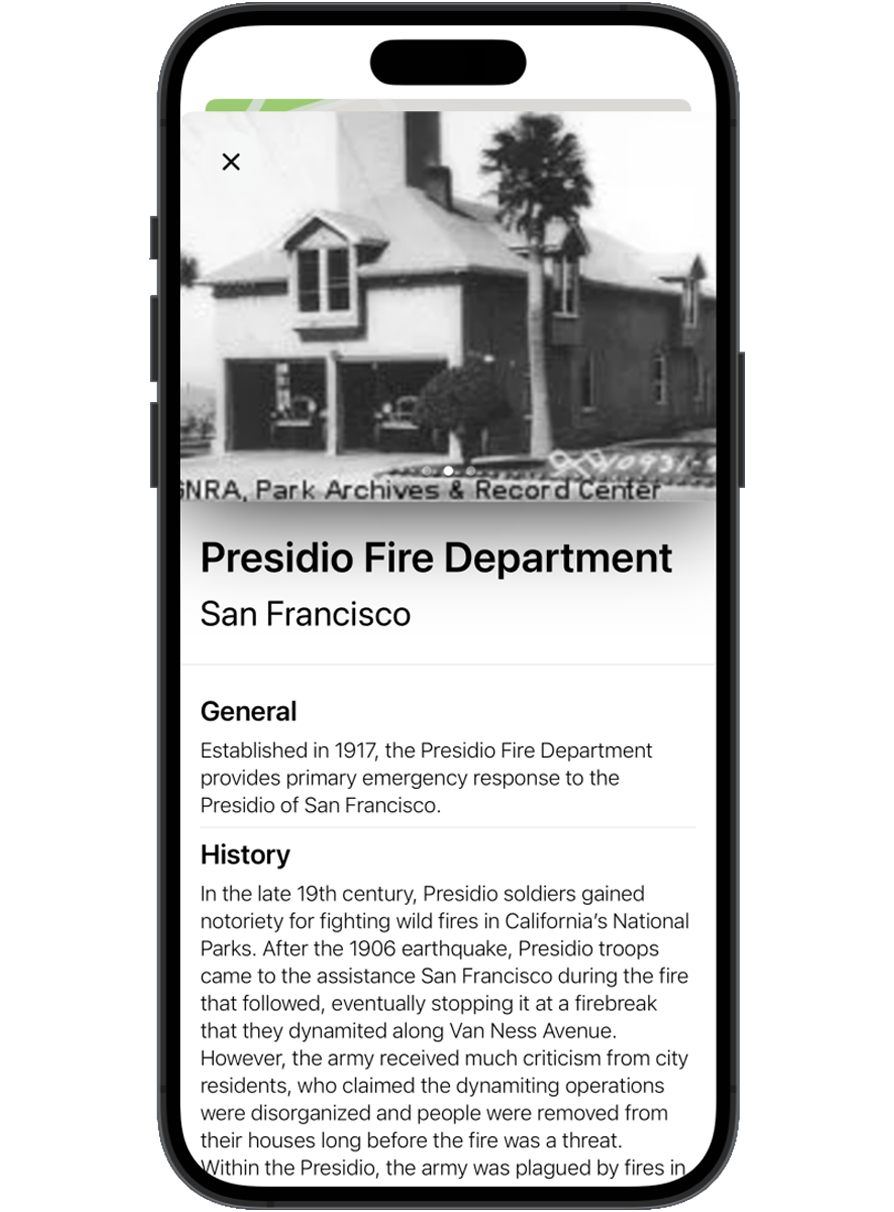 GNRA, Park Archives & Record Center
Presidio Fire Department
San Francisco
General
Established in 1917, the Presidio Fire Department
provides primary emergency response to the
Presidio of San Francisco.
History
In the late 19th century, Presidio soldiers gained
notoriety for fighting wild fires in California’s National
Parks. After the 1906 earthquake, Presidio troops
came to the assistance San Francisco during the fire
that followed, eventually stopping it at a firebreak
that they dynamited along Van Ness Avenue.
However, the army received much criticism from city
residents, who claimed the dynamiting operations
were disorganized and people were removed from
their houses long before the fire was a threat.
Within the Presidio, the army was plagued by fires in